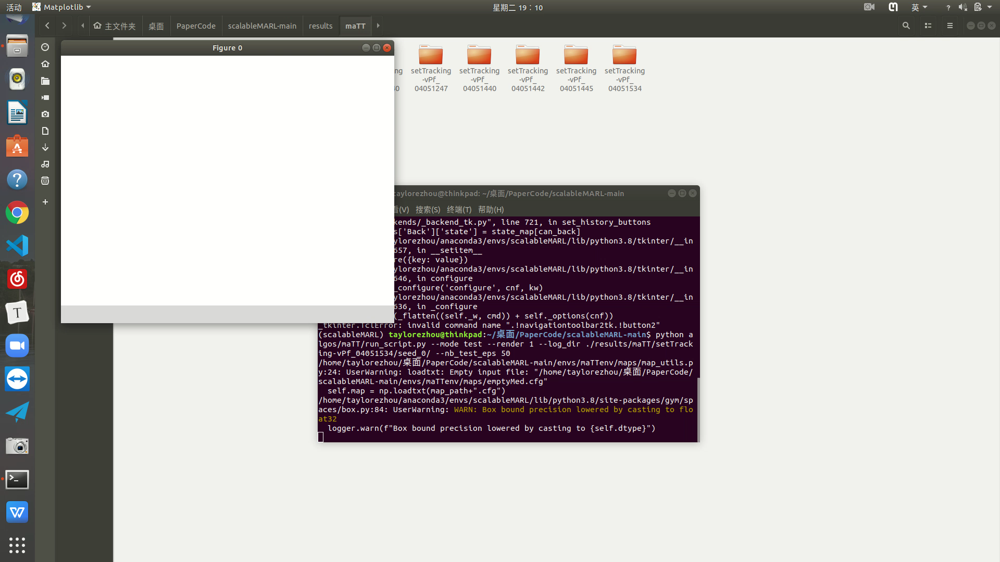 活动
Matplotlib
星期二 19：10
英
主文件夹
桌面
PaperCode
scalableMARL-main
results
maTT
Figure 0
ng
40
setTracking
-vPf_
04051247
setTracking
-vPf_
04051440
setTracking
-vPf_
04051442
setTracking
-vPf_
04051445
setTracking
-vPf_
04051534
taylorezhou@thinkpad: ~/桌面/PaperCode/scalableMARL-main
看(V) 搜索(S) 终端(T) 帮助(H)
kends/_backend_tk.py", line 721, in set_history_buttons
s['Back']['state'] = state_map[can_back]
ylorezhou/anaconda3/envs/scalableMARL/lib/python3.8/tkinter/__in
657, in __setitem__
re({key: value})
ylorezhou/anaconda3/envs/scalableMARL/lib/python3.8/tkinter/__in
646, in configure
_configure('configure', cnf, kw)
ylorezhou/anaconda3/envs/scalableMARL/lib/python3.8/tkinter/__in
636, in _configure
(_flatten((self._w, cmd)) + self._options(cnf))
_tkinter.TclError: invalid command name ".!navigationtoolbar2tk.!button2"
(scalableMARL) taylorezhou@thinkpad:~/桌面/PaperCode/scalableMARL-main$ python a
lgos/maTT/run_script.py --mode test --render 1 --log_dir ./results/maTT/setTrack
ing-vPf_04051534/seed_0/ --nb_test_eps 50
/home/taylorezhou/桌面/PaperCode/scalableMARL-main/envs/maTTenv/maps/map_utils.p
y:24: UserWarning: loadtxt: Empty input file: "/home/taylorezhou/桌面/PaperCode/
scalableMARL-main/envs/maTTenv/maps/emptyMed.cfg"
self.map = np.loadtxt(map_path+".cfg")
/home/taylorezhou/anaconda3/envs/scalableMARL/lib/python3.8/site-packages/gym/sp
aces/box.py:84: UserWarning: WARN: Box bound precision lowered by casting to flo
at32
logger.warn(f"Box bound precision lowered by casting to {self.dtype}")